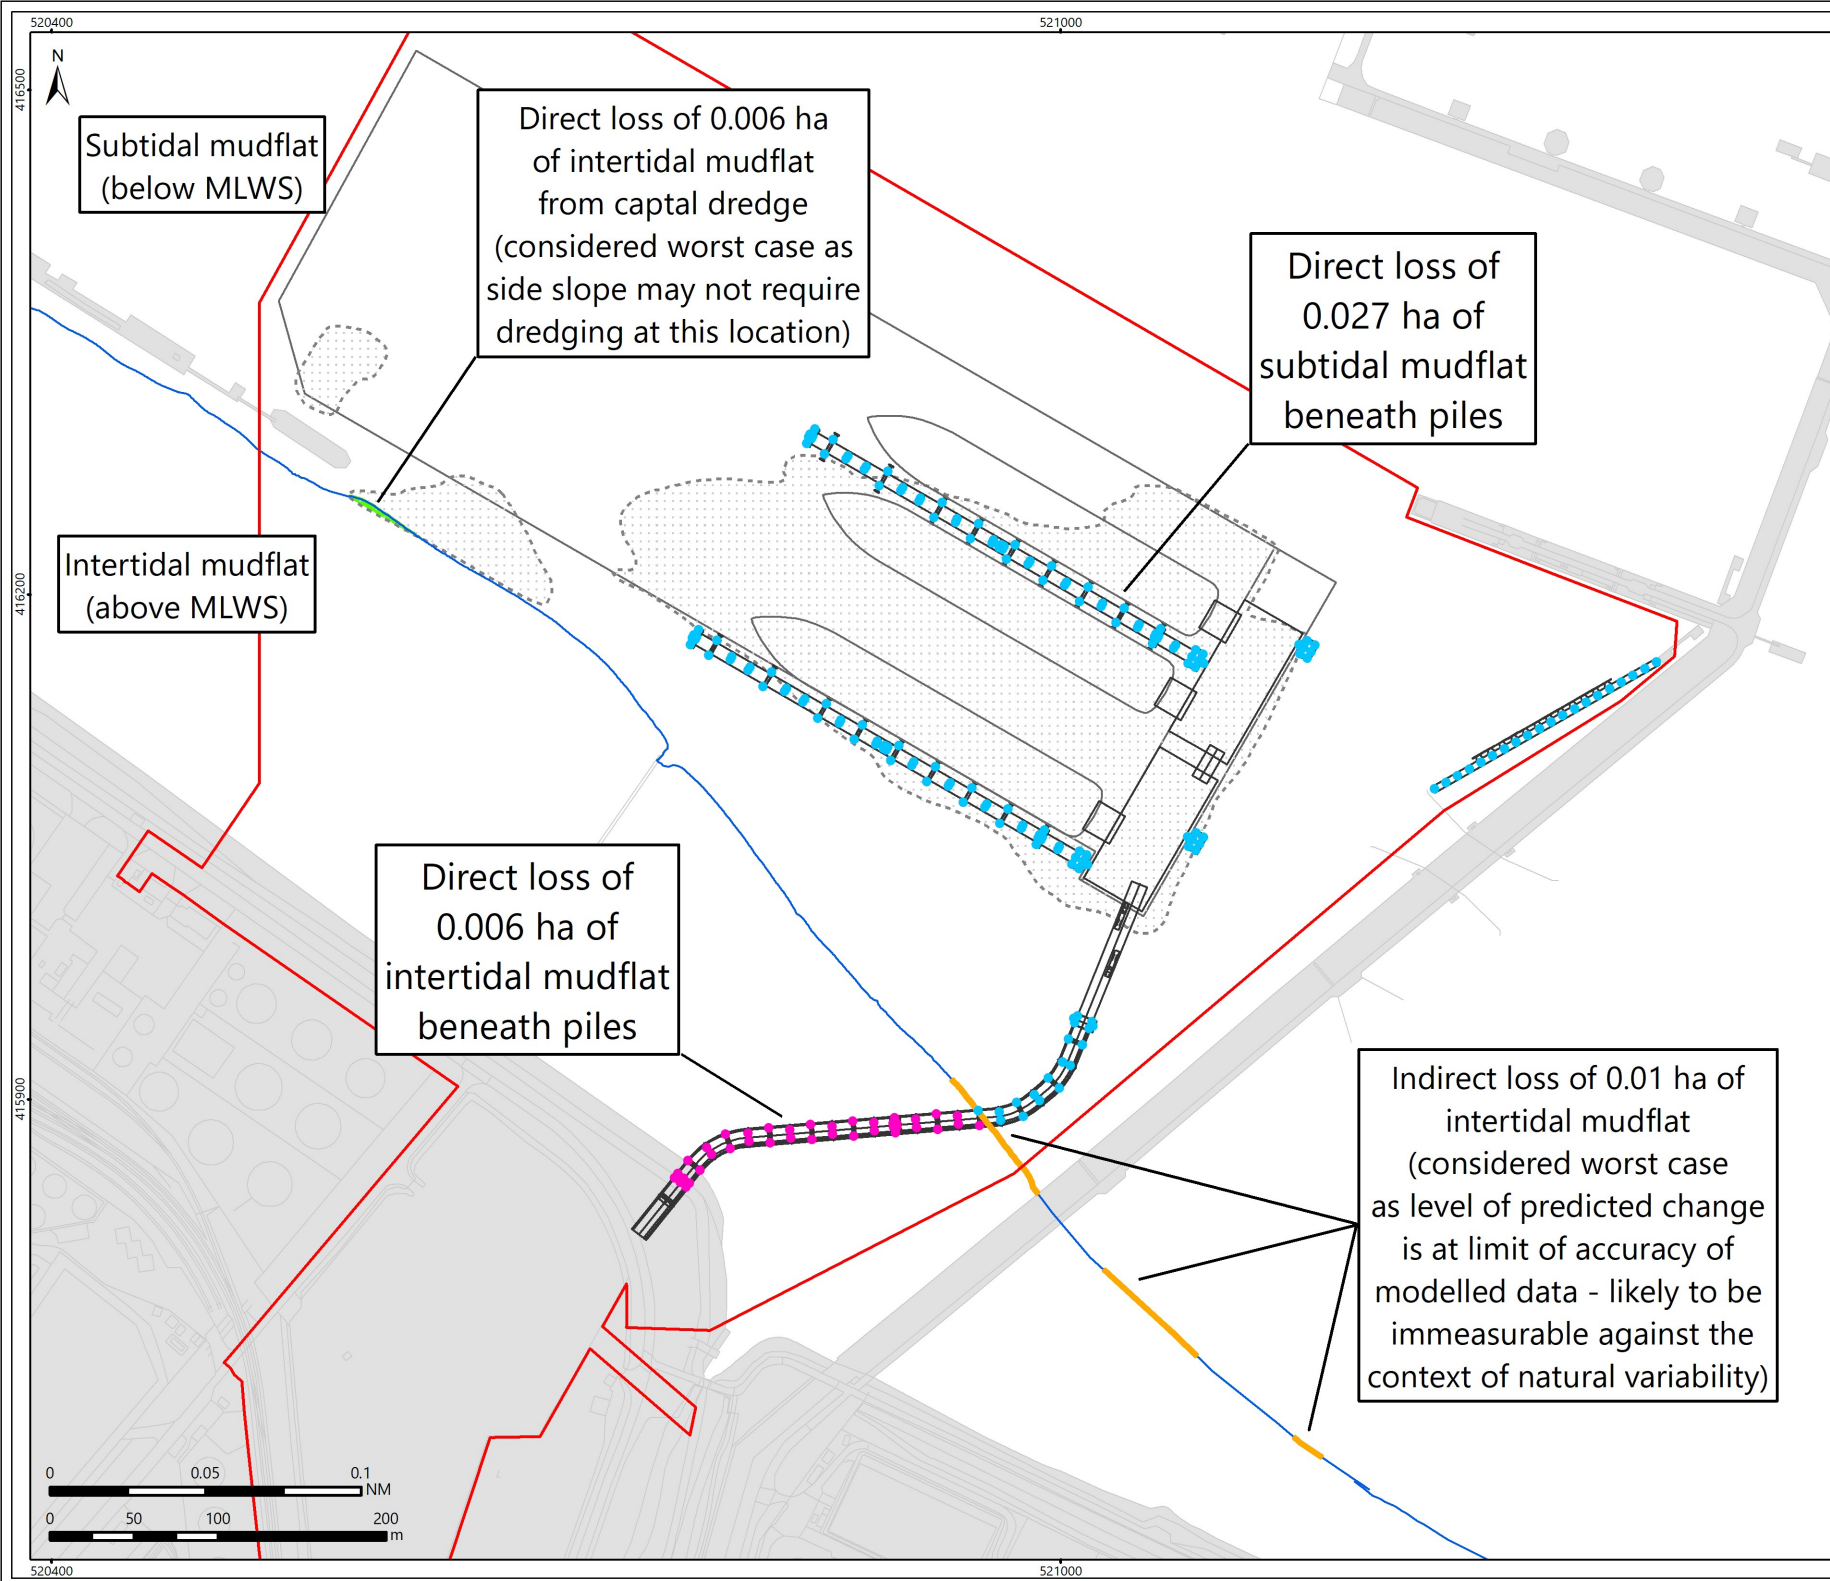 520400
521000
N
416500
Subtidal mudflat
(below MLWS)
Direct loss of 0.006 ha
of intertidal mudflat
from captal dredge
(considered worst case as
side slope may not require
dredging at this location)
Direct loss of
0.027 ha of
subtidal mudflat
beneath piles
Intertidal mudflat
(above MLWS)
416200
Direct loss of
0.006 ha of
intertidal mudflat
beneath piles
415900
Indirect loss of 0.01 ha of
intertidal mudflat
(considered worst case
as level of predicted change
is at limit of accuracy of
modelled data - likely to be
immeasurable against the
context of natural variability)
0 0.05 0.1
NM
0 50 100 200
m
520400
521000